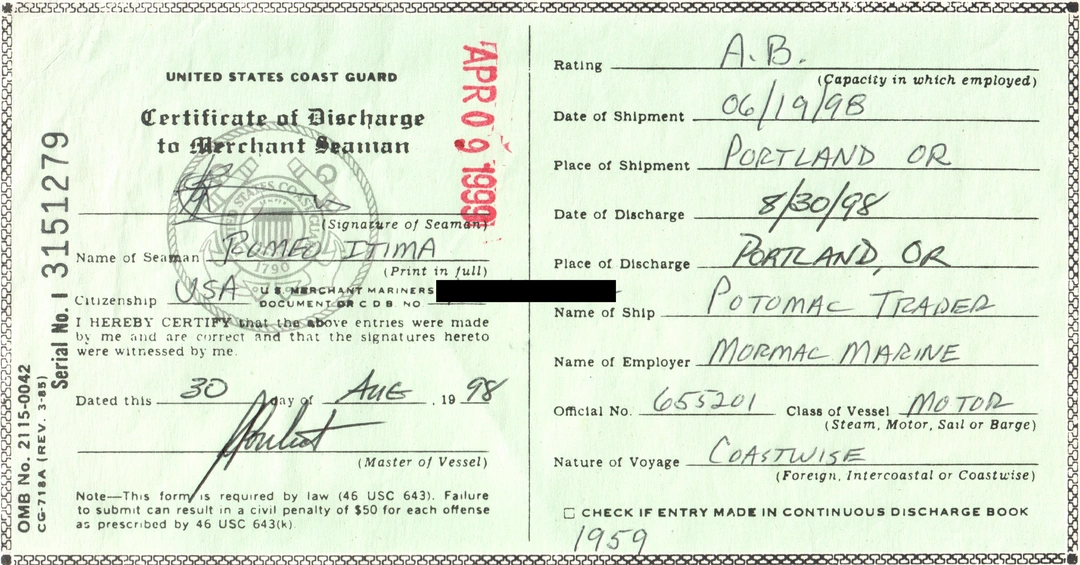 UNITED STATES COAST GUARD
Certificate of Discharge
to Merchant Seaman
(Signature of Seaman)
Name of Seaman ROMEO ITIMA
(Print in full)
Citizenship USA U.S. MERCHANT MARINERS
DOCUMENT OR C D B. NO.
I HEREBY CERTIFY that the above entries were made
by me and are correct and that the signatures hereto
were witnessed by me.
Dated this 30 day of AUG , 19 98
(Master of Vessel)
Note—This form is required by law (46 USC 643). Failure
to submit can result in a civil penalty of $50 for each offense
as prescribed by 46 USC 643(k).
OMB No. 2115-0042
CG-718A (REV. 3-85)
Serial No. I 3151279
APR 09 1999
UNITED STATES COAST GUARD
1790
Rating A.B.
(Capacity in which employed)
Date of Shipment 06/19/98
Place of Shipment PORTLAND OR
Date of Discharge 8/30/98
Place of Discharge PORTLAND, OR
Name of Ship POTOMAC TRADER
Name of Employer MORMAC MARINE
Official No. 655201 Class of Vessel MOTOR
(Steam, Motor, Sail or Barge)
Nature of Voyage COASTWISE
(Foreign, Intercoastal or Coastwise)
☐ CHECK IF ENTRY MADE IN CONTINUOUS DISCHARGE BOOK
1959